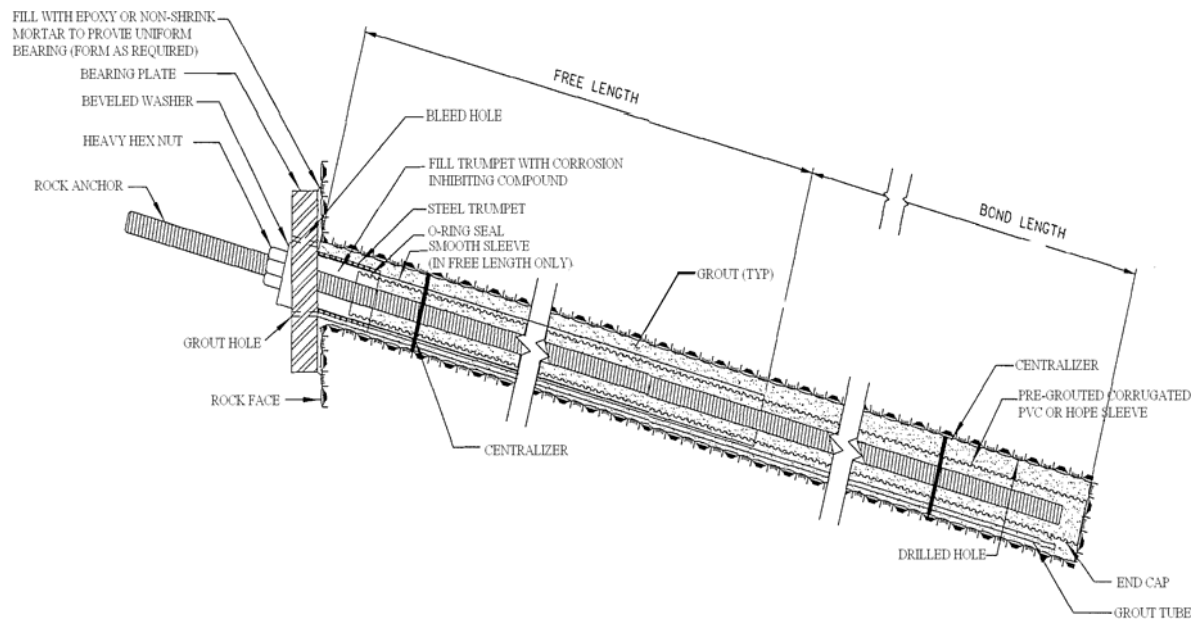 FILL WITH EPOXY OR NON-SHRINK
MORTAR TO PROVIE UNIFORM
BEARING (FORM AS REQUIRED)
BEARING PLATE
BEVELED WASHER
HEAVY HEX NUT
ROCK ANCHOR
GROUT HOLE
ROCK FACE
FREE LENGTH
BLEED HOLE
FILL TRUMPET WITH CORROSION
INHIBITING COMPOUND
STEEL TRUMPET
O-RING SEAL
SMOOTH SLEEVE
(IN FREE LENGTH ONLY)
BOND LENGTH
GROUT (TYP)
CENTRALIZER
CENTRALIZER
PRE-GROUTED CORRUGATED
PVC OR HOPE SLEEVE
DRILLED HOLE
END CAP
GROUT TUBE